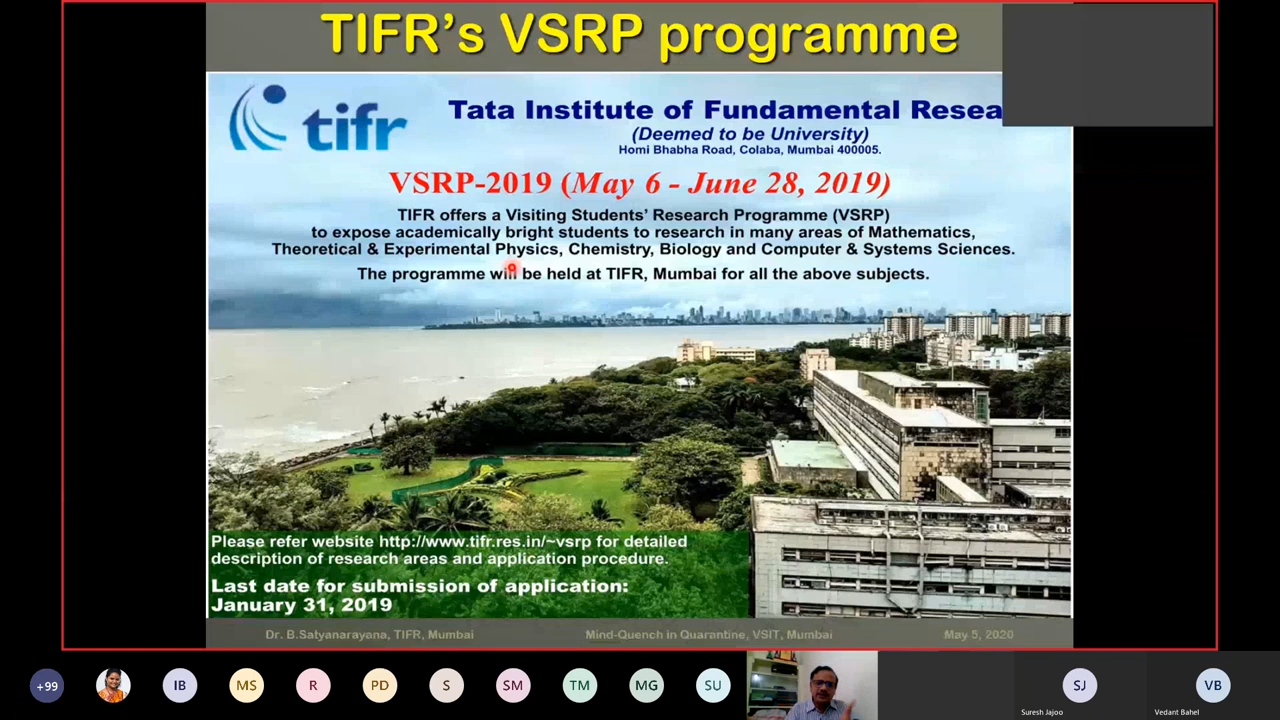 TIFR's VSRP programme
tifr
Tata Institute of Fundamental Resea
(Deemed to be University)
Homi Bhabha Road, Colaba, Mumbai 400005.
VSRP-2019 (May 6 - June 28, 2019)
TIFR offers a Visiting Students' Research Programme (VSRP)
to expose academically bright students to research in many areas of Mathematics,
Theoretical & Experimental Physics, Chemistry, Biology and Computer & Systems Sciences.
The programme will be held at TIFR, Mumbai for all the above subjects.
Please refer website http://www.tifr.res.in/~vsrp for detailed
description of research areas and application procedure.
Last date for submission of application:
January 31, 2019
Dr. B.Satyanarayana, TIFR, Mumbai Mind-Quench in Quarantine, VSIT, Mumbai May 5, 2020
+99 IB MS R PD S SM TM MG SU SJ VB
Suresh Jajoo Vedant Bahel